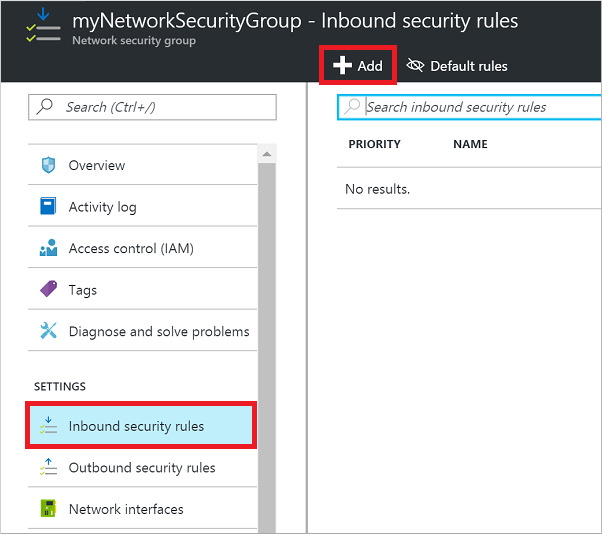 myNetworkSecurityGroup - Inbound security rules
Network security group
Add
Default rules
Search (Ctrl+/)
Search inbound security rules
PRIORITY NAME
No results.
Overview
Activity log
Access control (IAM)
Tags
Diagnose and solve problems
SETTINGS
Inbound security rules
Outbound security rules
Network interfaces